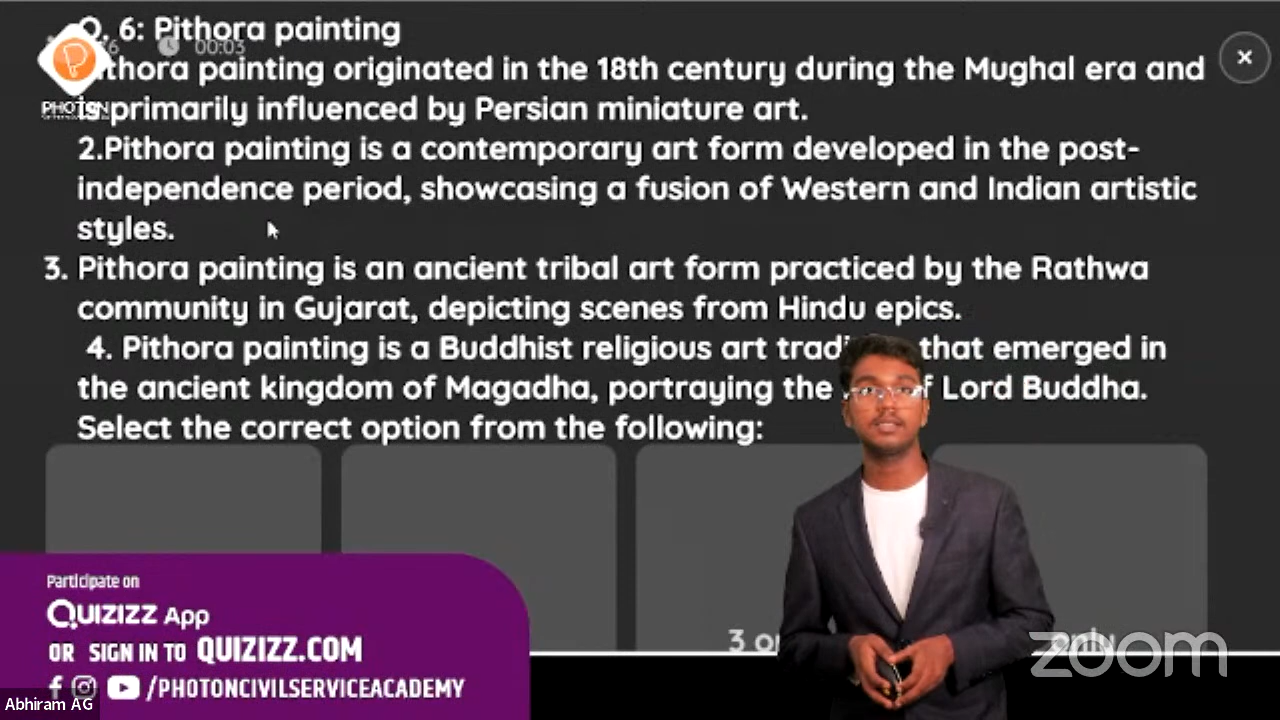 Q. 6: Pithora painting
00:03
Pithora painting originated in the 18th century during the Mughal era and
is primarily influenced by Persian miniature art.
PHOTON
2.Pithora painting is a contemporary art form developed in the post-
independence period, showcasing a fusion of Western and Indian artistic
styles.
3. Pithora painting is an ancient tribal art form practiced by the Rathwa
community in Gujarat, depicting scenes from Hindu epics.
4. Pithora painting is a Buddhist religious art that emerged in
the ancient kingdom of Magadha, portraying the Lord Buddha.
Select the correct option from the following:
3
only
Participate on
QUIZIZZ App
OR SIGN IN TO QUIZIZZ.COM
/PHOTONCIVILSERVICEACADEMY
Abhiram AG
zoom